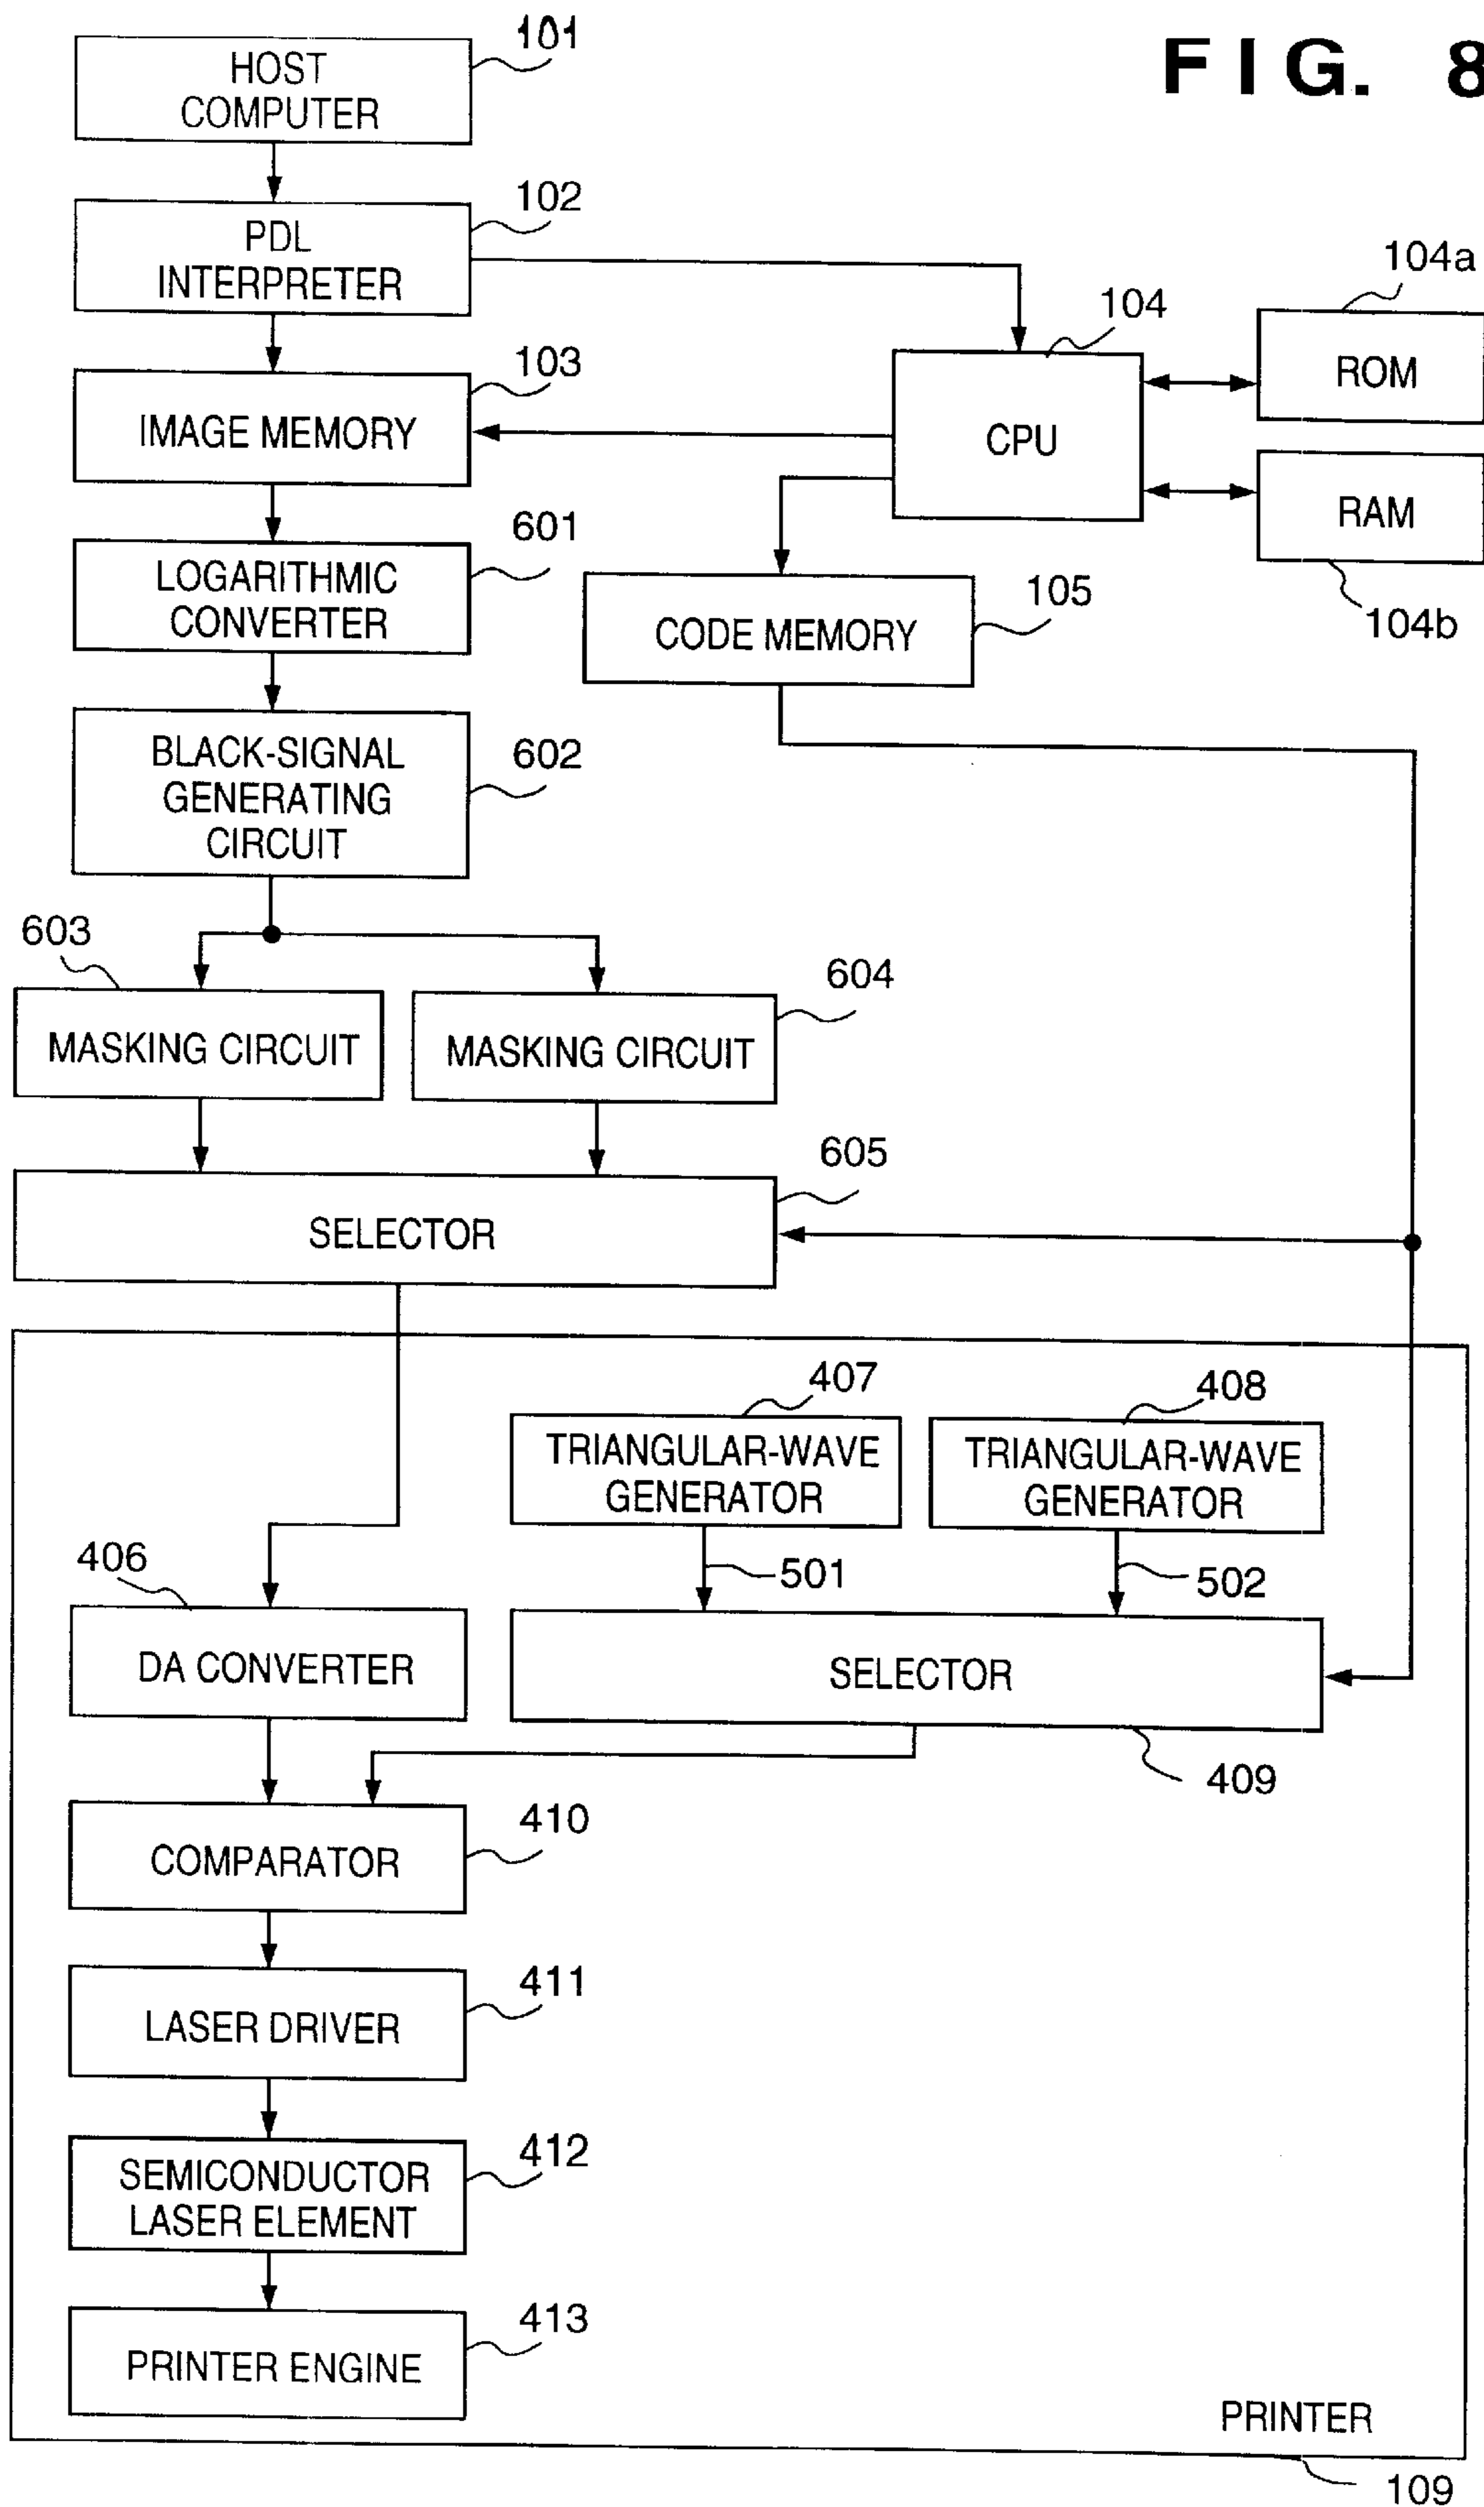 FIG. 8
101
HOST
COMPUTER
102
PDL
INTERPRETER
104a
104
103
ROM
IMAGE MEMORY
CPU
601
RAM
LOGARITHMIC
CONVERTER
105
104b
CODE MEMORY
BLACK-SIGNAL
GENERATING
CIRCUIT
602
603
604
MASKING CIRCUIT
MASKING CIRCUIT
605
SELECTOR
407
408
TRIANGULAR-WAVE
GENERATOR
TRIANGULAR-WAVE
GENERATOR
406
501
502
DA CONVERTER
SELECTOR
409
410
COMPARATOR
411
LASER DRIVER
412
SEMICONDUCTOR
LASER ELEMENT
413
PRINTER ENGINE
PRINTER
109